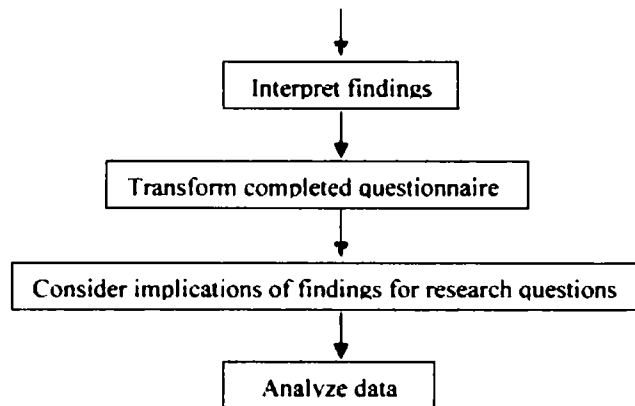 Interpret findings
Transform completed questionnaire
Consider implications of findings for research questions
Analyze data